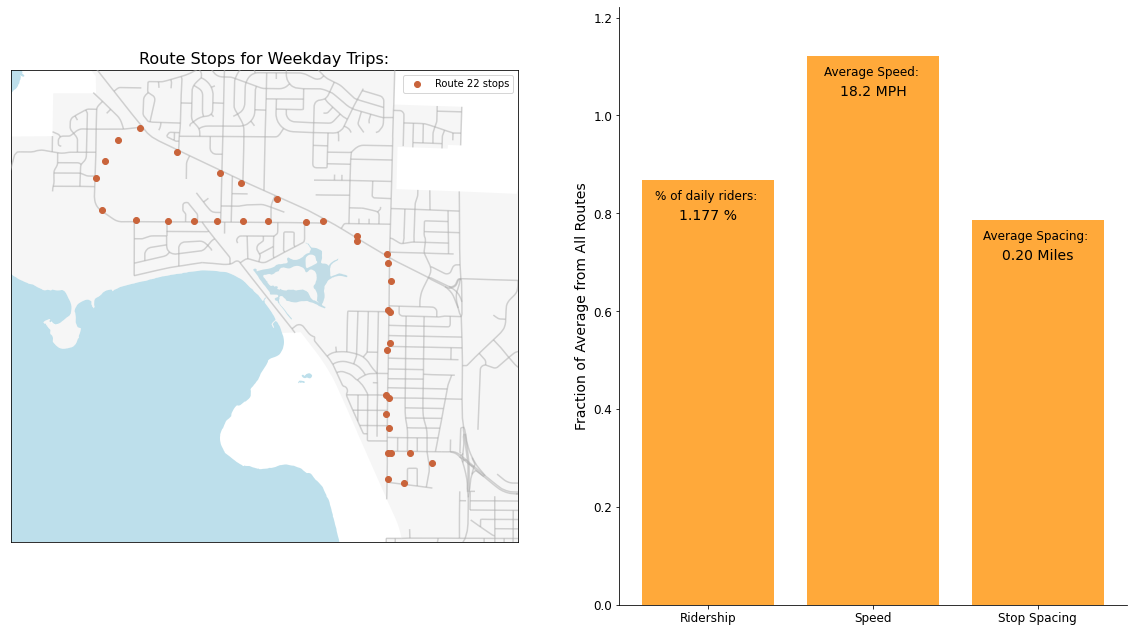 Route Stops for Weekday Trips:
Route 22 stops
Fraction of Average from All Routes
1.2
1.0
0.8
0.6
0.4
0.2
0.0
% of daily riders:
1.177 %
Average Speed:
18.2 MPH
Average Spacing:
0.20 Miles
Ridership
Speed
Stop Spacing